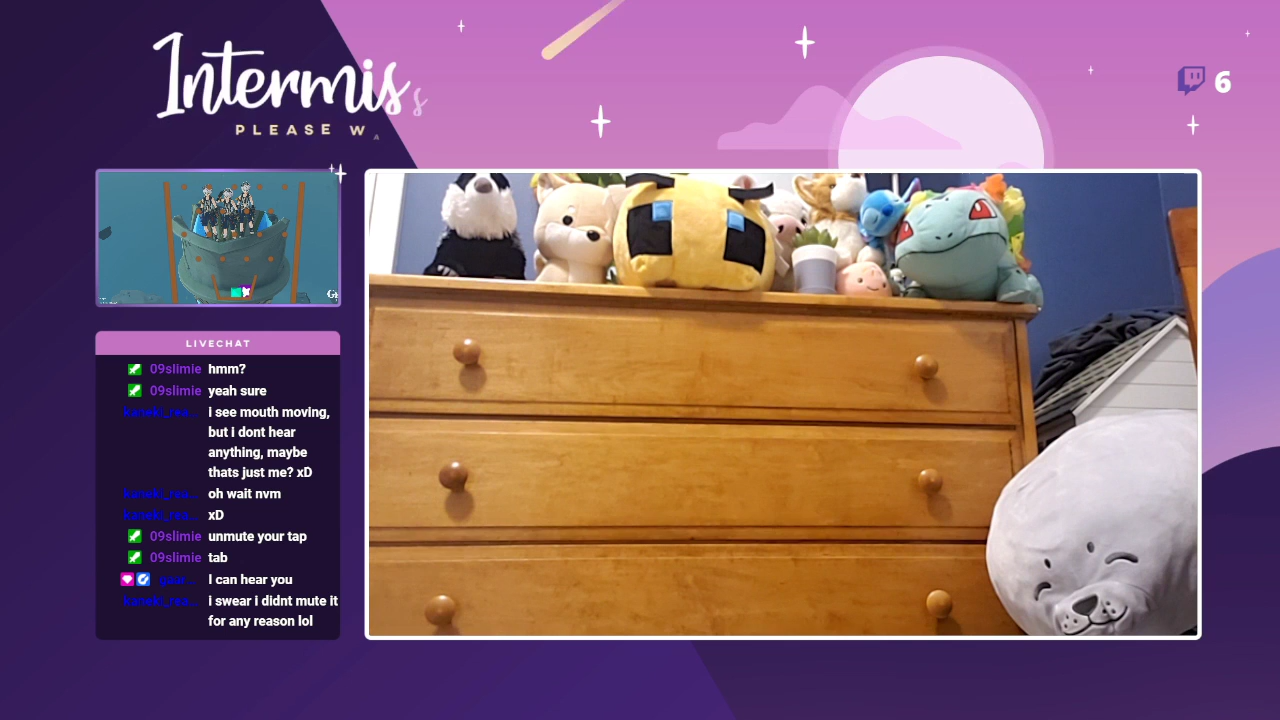 Intermiss
PLEASE WA
6
LIVECHAT
09slimie hmm?
09slimie yeah sure
i see mouth moving,
but i dont hear
anything, maybe
thats just me? xD
oh wait nvm
xD
09slimie unmute your tap
09slimie tab
I can hear you
i swear i didnt mute it
for any reason lol